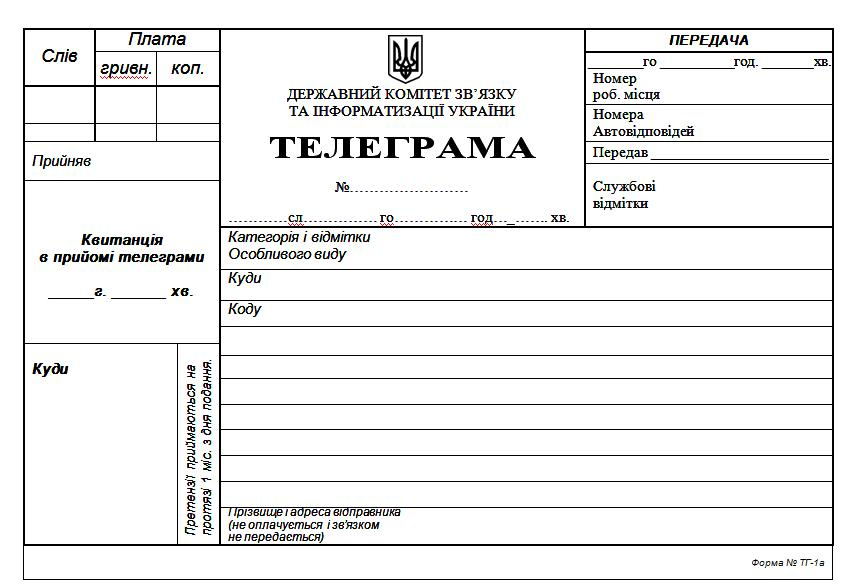 Слів
Плата
гривн. коп.
Прийняв
Квитанція
в прийомі телеграми
______г. _______ хв.
Куди
Претензії приймаються на
протязі 1 міс. з дня подання.
ДЕРЖАВНИЙ КОМІТЕТ ЗВ`ЯЗКУ
ТА ІНФОРМАТИЗАЦІЇ УКРАЇНИ
ТЕЛЕГРАМА
№........................
............сл................го................ год..._....... хв.
ПЕРЕДАЧА
_______го __________год. _______хв.
Номер
роб. місця
Номера
Автовідповідей
Передав ________________________
Службові
відмітки
Категорія і відмітки
Особливого виду
Куди
Коду
Прізвище і адреса відправника
(не оплачується і зв'язком
не передається)
Форма № ТГ-1а